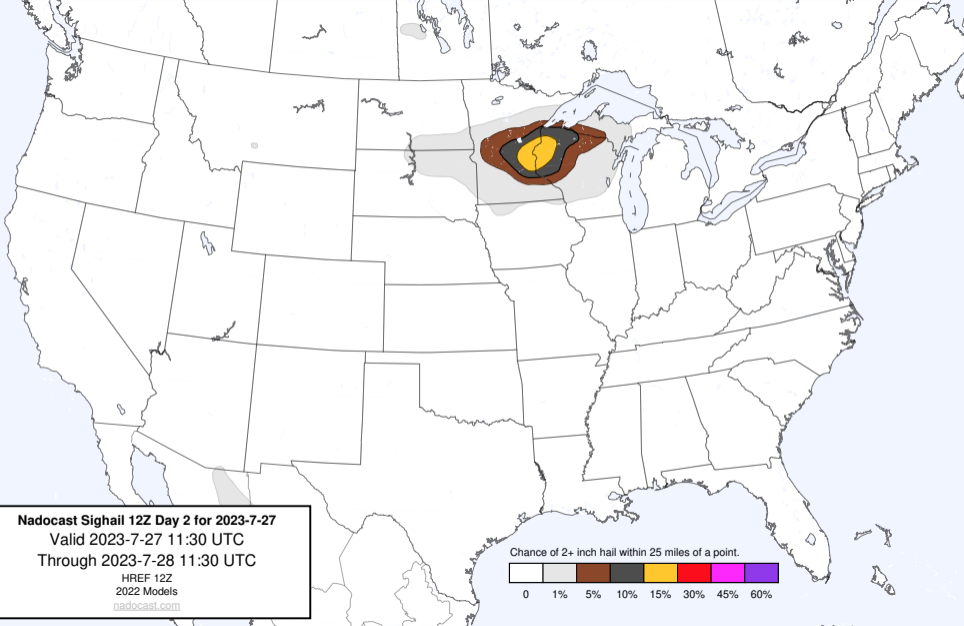 Nadocast Sighail 12Z Day 2 for 2023-7-27
Valid 2023-7-27 11:30 UTC
Through 2023-7-28 11:30 UTC
HREF 12Z
2022 Models
nadocast.com
Chance of 2+ inch hail within 25 miles of a point.
0 1% 5% 10% 15% 30% 45% 60%